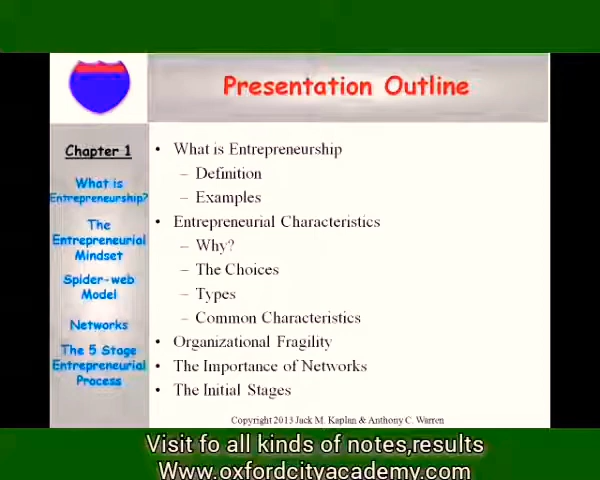 Presentation Outline
Chapter 1
What is
Entrepreneurship?
The
Entrepreneurial
Mindset
Spider-web
Model
Networks
The 5 Stage
Entrepreneurial
Process
• What is Entrepreneurship
– Definition
– Examples
• Entrepreneurial Characteristics
– Why?
– The Choices
– Types
– Common Characteristics
• Organizational Fragility
• The Importance of Networks
• The Initial Stages
Copyright 2013 Jack M. Kaplan & Anthony C. Warren
Visit fo all kinds of notes,results
Www.oxfordcityacademy.com